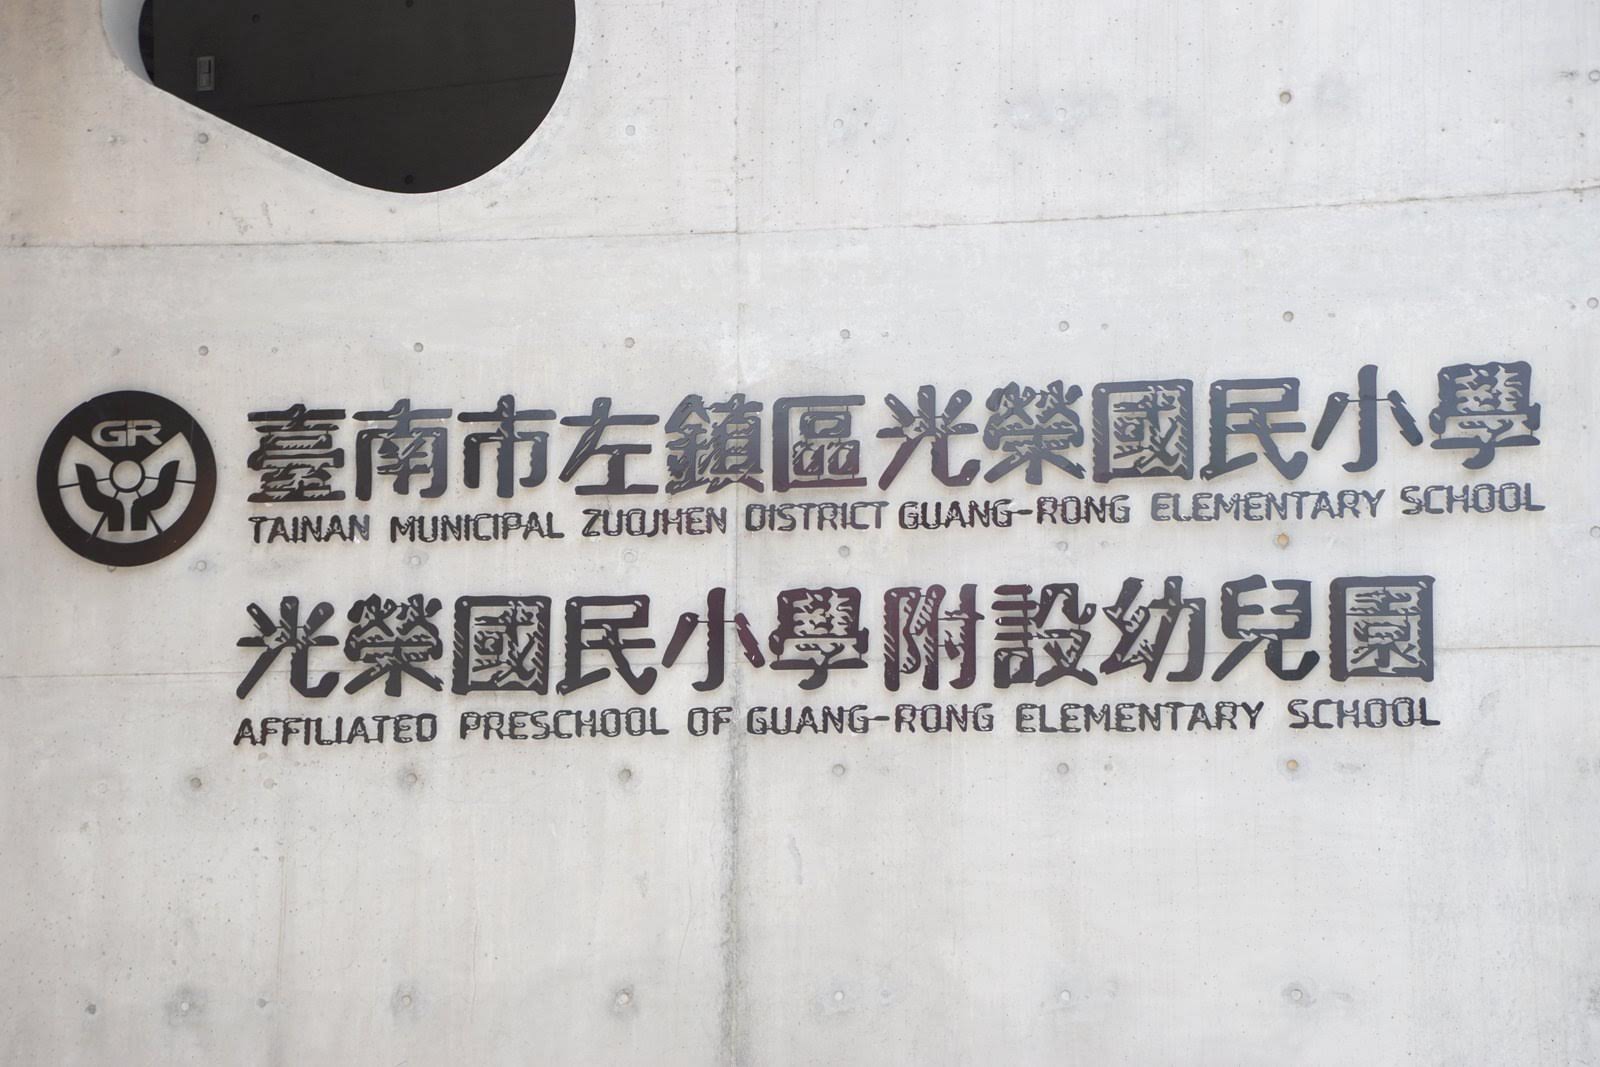 GR
臺南市左鎮區光榮國民小學
TAINAN MUNICIPAL ZUOJHEN DISTRICT GUANG-RONG ELEMENTARY SCHOOL
光榮國民小學附設幼兒園
AFFILIATED PRESCHOOL OF GUANG-RONG ELEMENTARY SCHOOL